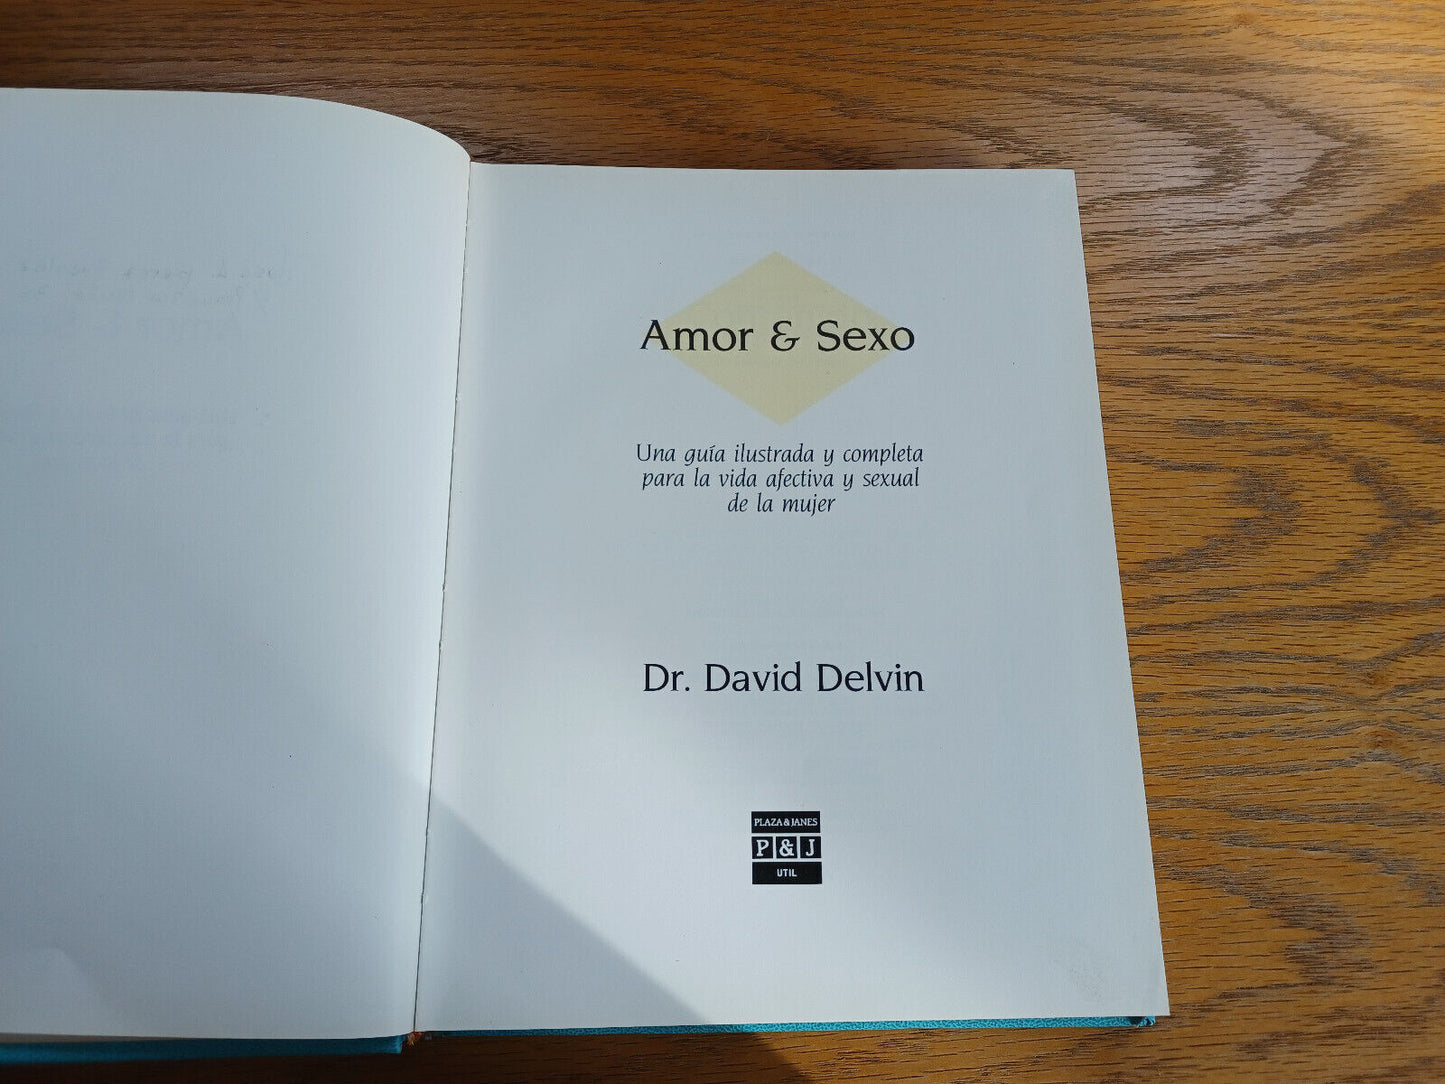 Amor & Sexo
Una guía ilustrada y completa
para la vida afectiva y sexual
de la mujer
Dr. David Delvin
PLAZA & JANES
P & J
UTIL